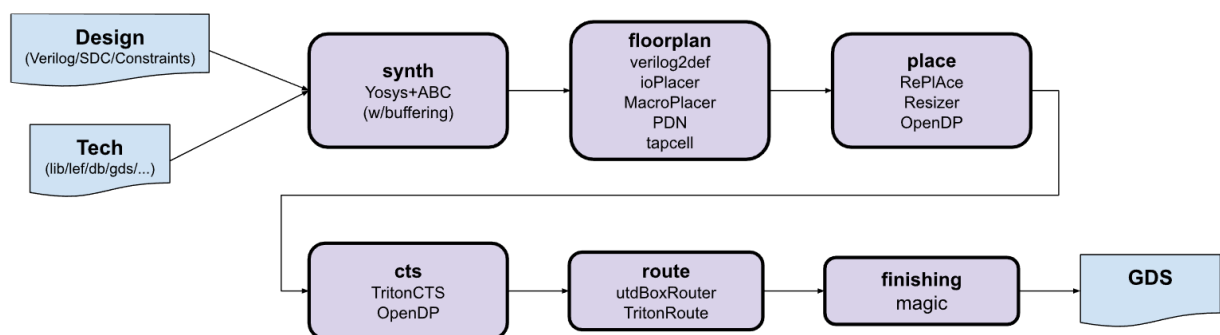 Design
(Verilog/SDC/Constraints)
Tech
(lib/lef/db/gds/...)
synth
Yosys+ABC
(w/buffering)
floorplan
verilog2def
ioPlacer
MacroPlacer
PDN
tapcell
place
RePlAce
Resizer
OpenDP
cts
TritonCTS
OpenDP
route
utdBoxRouter
TritonRoute
finishing
magic
GDS